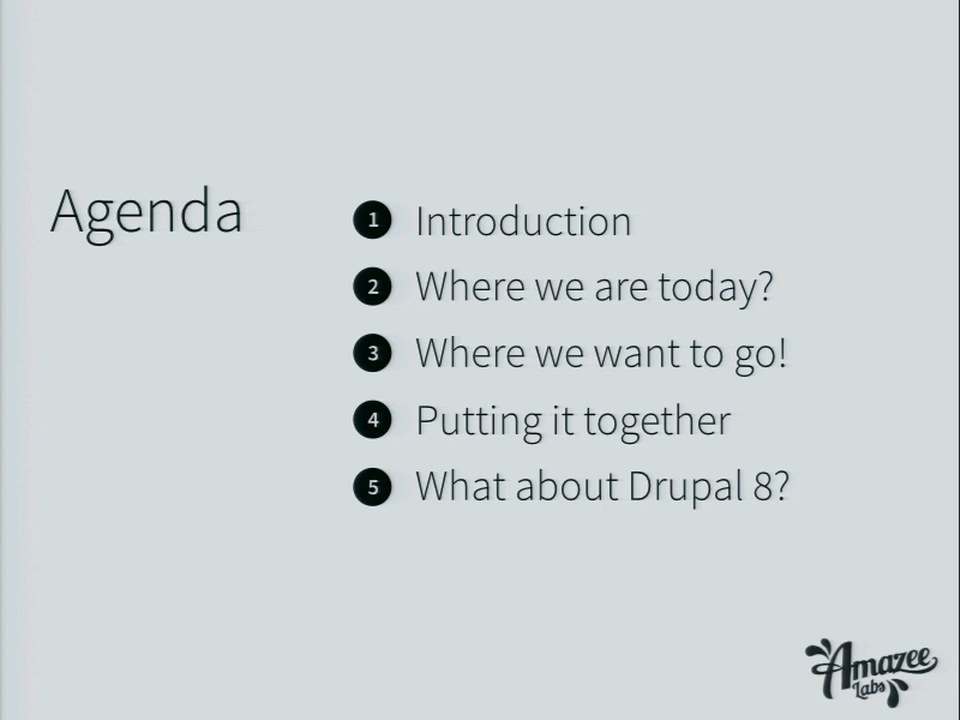 Agenda
1 Introduction
2 Where we are today?
3 Where we want to go!
4 Putting it together
5 What about Drupal 8?
Amazee
Labs